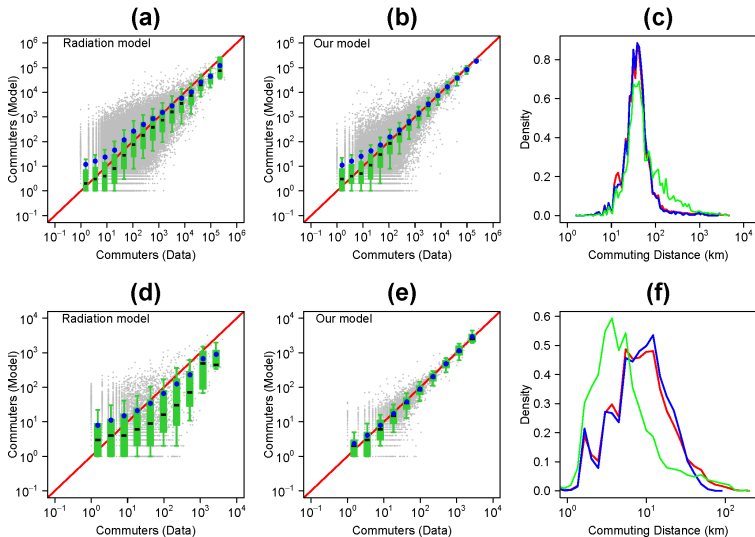 (a) (b) (c)
Radiation model
Our model
Commuters (Model)
10⁶
10⁵
10⁴
10³
10²
10¹
10⁰
10⁻¹
10⁻¹ 10⁰ 10¹ 10² 10³ 10⁴ 10⁵ 10⁶
Commuters (Data)
Commuters (Model)
10⁶
10⁵
10⁴
10³
10²
10¹
10⁰
10⁻¹
10⁻¹ 10⁰ 10¹ 10² 10³ 10⁴ 10⁵ 10⁶
Commuters (Data)
Density
0.8
0.6
0.4
0.2
0.0
10⁰ 10¹ 10² 10³ 10⁴
Commuting Distance (km)
(d) (e) (f)
Radiation model
Our model
Commuters (Model)
10⁴
10³
10²
10¹
10⁰
10⁻¹
10⁻¹ 10⁰ 10¹ 10² 10³ 10⁴
Commuters (Data)
Commuters (Model)
10⁴
10³
10²
10¹
10⁰
10⁻¹
10⁻¹ 10⁰ 10¹ 10² 10³ 10⁴
Commuters (Data)
Density
0.6
0.5
0.4
0.3
0.2
0.1
0.0
10⁰ 10¹ 10²
Commuting Distance (km)